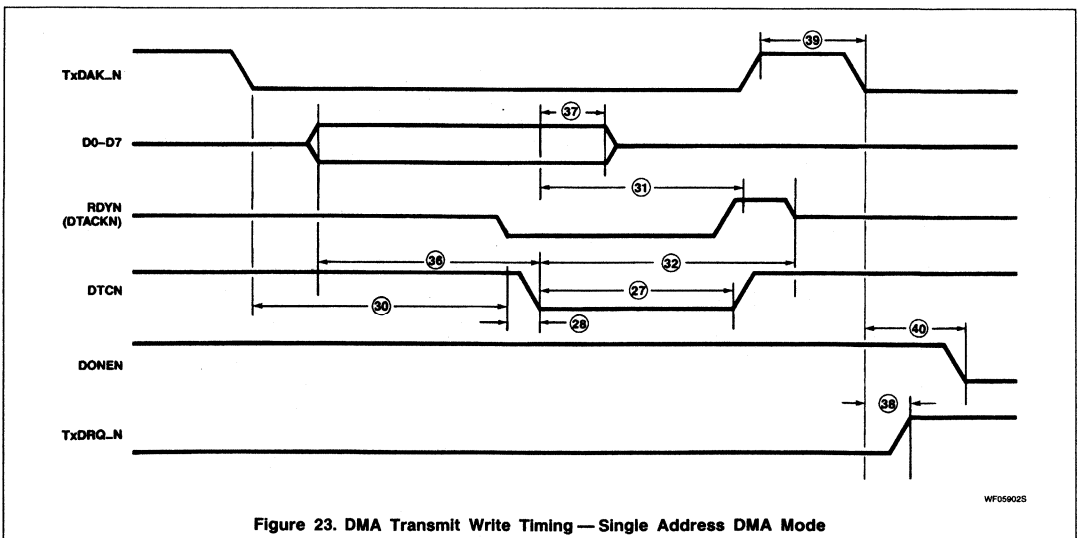 39
TxDAK_N
37
D0–D7
31
RDYN
(DTACKN)
36
32
DTCN
27
30
28
40
DONEN
38
TxDRQ_N
WF05902S
Figure 23. DMA Transmit Write Timing — Single Address DMA Mode